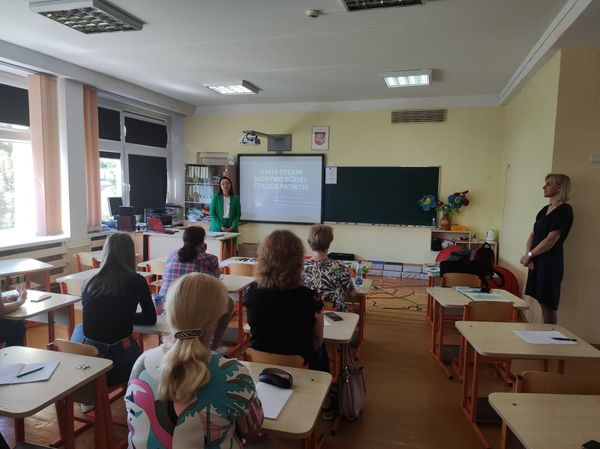 NAUJI STEAM
MOKYMO BŪDAI:
ČEKIJOS PATIRTIS